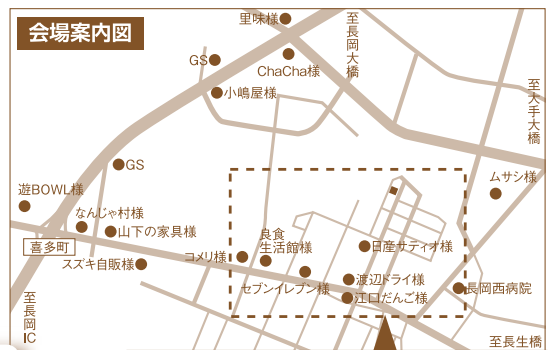 会場案内図
里味様
至長岡大橋
GS
ChaCha様
小嶋屋様
至大手大橋
GS
ムサシ様
遊BOWL様
なんじゃ村様
山下の家具様
良食
生活館様
日産サティオ様
喜多町
コメリ様
スズキ自販様
セブンイレブン様
渡辺ドライ様
江口だんご様
長岡西病院
至長岡IC
至長生橋